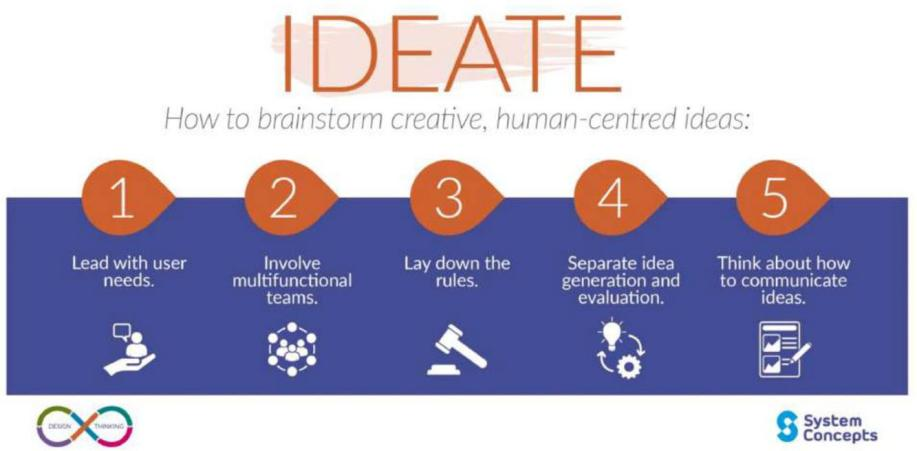 IDEATE
How to brainstorm creative, human-centred ideas:
1
2
3
4
5
Lead with user
needs.
Involve
multifunctional
teams.
Lay down the
rules.
Separate idea
generation and
evaluation.
Think about how
to communicate
ideas.
DESIGN
THINKING
System
Concepts